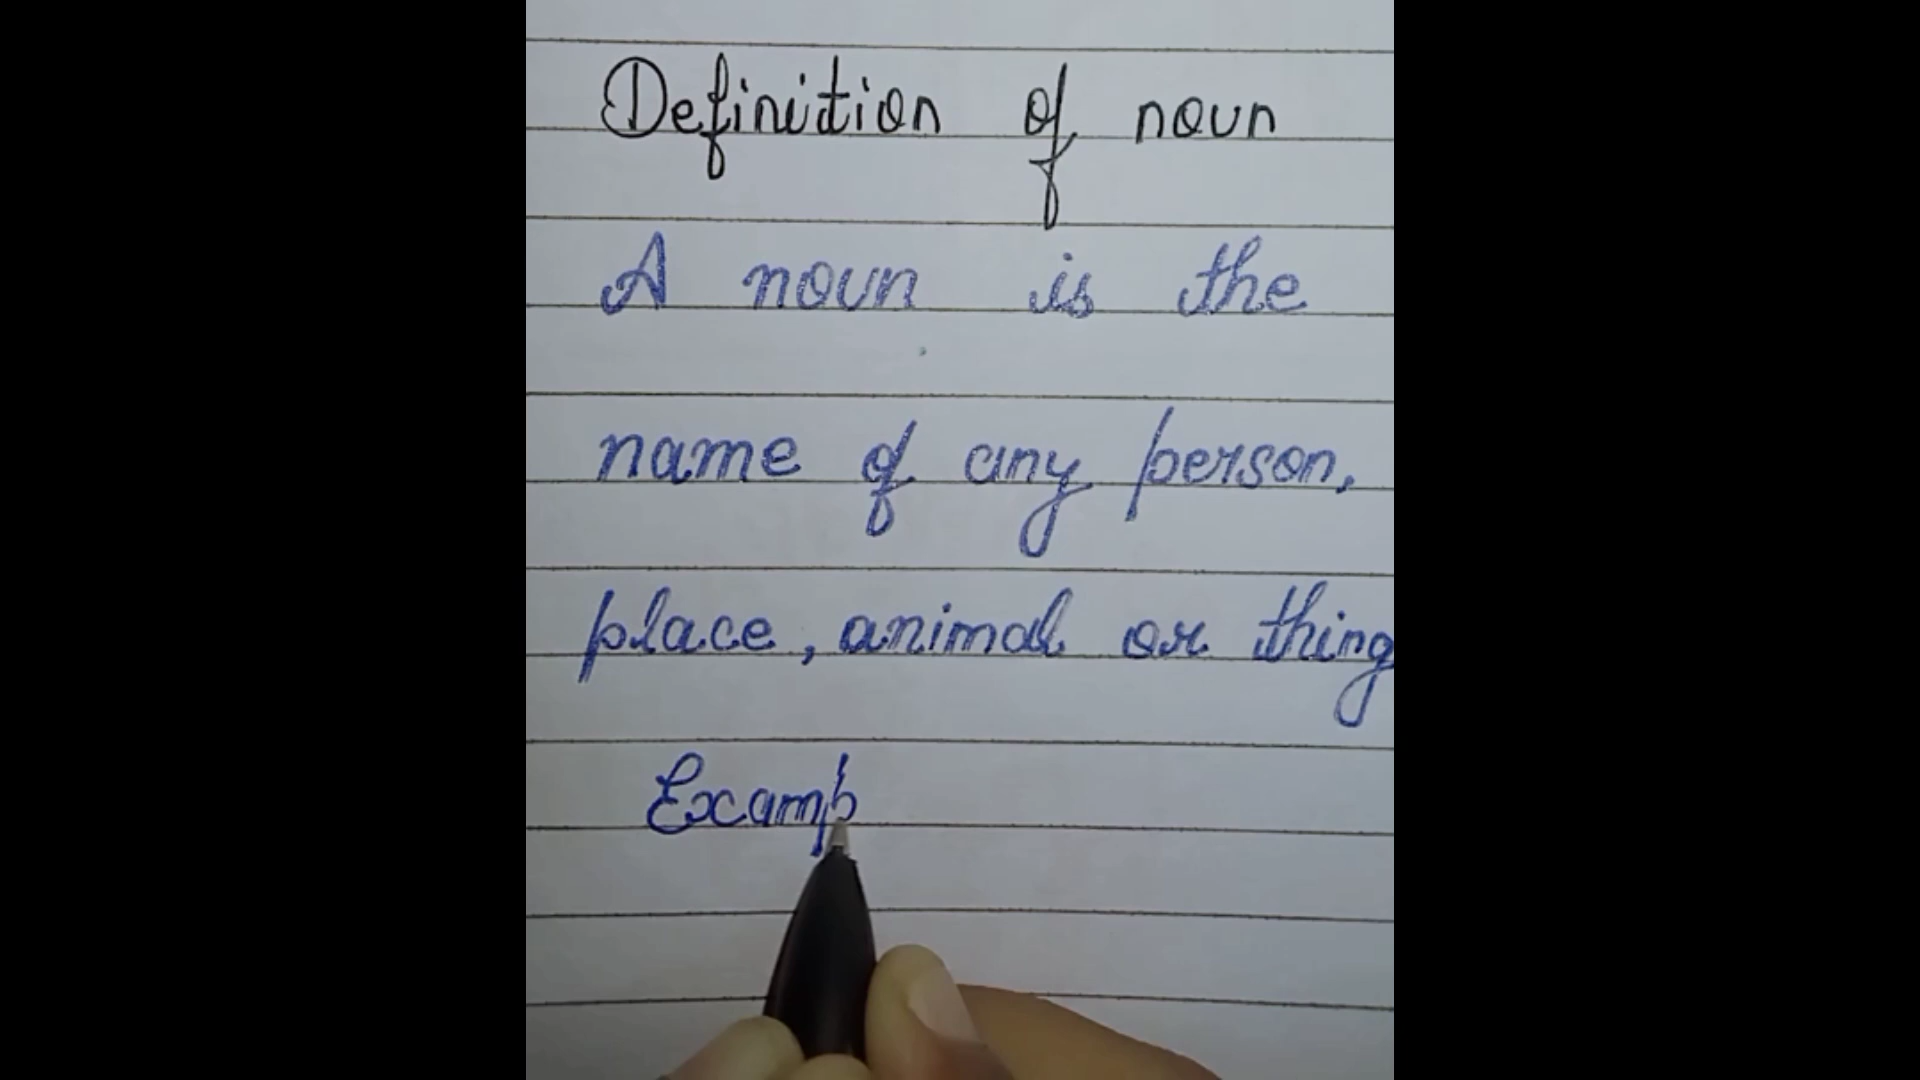 Definition of noun
A noun is the
name of any person,
place, animal or thing
Examp